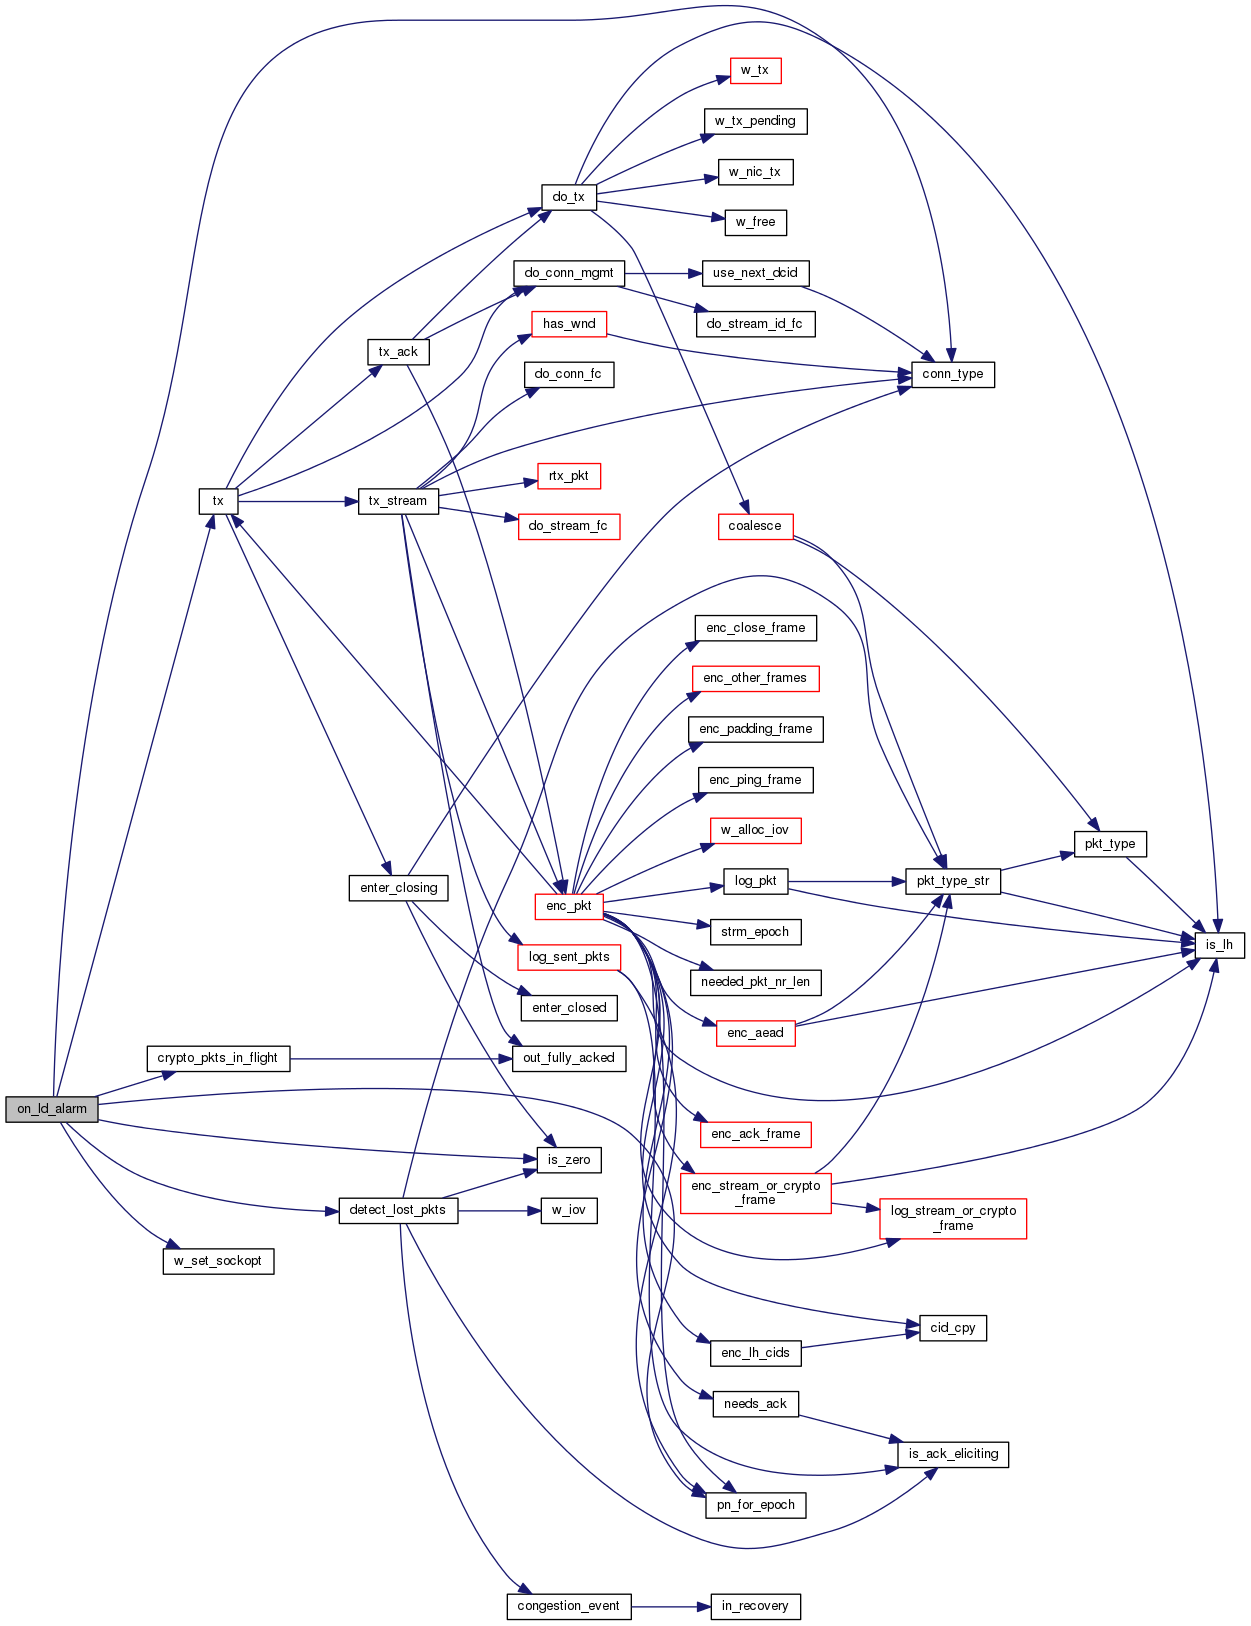 w_tx
w_tx_pending
w_nic_tx
do_tx
w_free
do_conn_mgmt
use_next_dcid
has_wnd
do_stream_id_fc
tx_ack
do_conn_fc
conn_type
rtx_pkt
tx
tx_stream
do_stream_fc
coalesce
enc_close_frame
enc_other_frames
enc_padding_frame
enc_ping_frame
w_alloc_iov
pkt_type
enter_closing
log_pkt
pkt_type_str
enc_pkt
strm_epoch
is_lh
log_sent_pkts
needed_pkt_nr_len
enter_closed
enc_aead
crypto_pkts_in_flight
out_fully_acked
on_ld_alarm
enc_ack_frame
is_zero
enc_stream_or_crypto
_frame
detect_lost_pkts
w_iov
log_stream_or_crypto
_frame
w_set_sockopt
cid_cpy
enc_lh_cids
needs_ack
is_ack_eliciting
pn_for_epoch
congestion_event
in_recovery